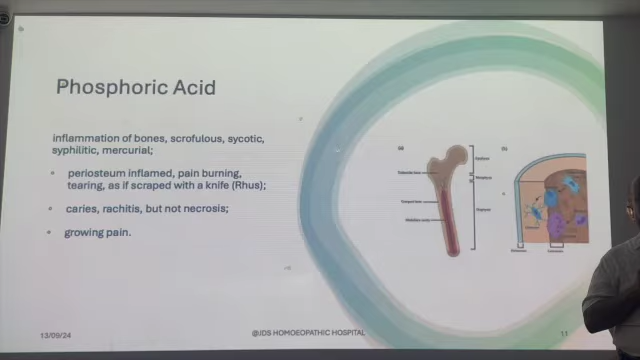 Phosphoric Acid
inflammation of bones, scrofulous, sycotic,
syphilitic, mercurial;
periosteum inflamed, pain burning,
tearing, as if scraped with a knife (Rhus);
caries, rachitis, but not necrosis;
growing pain.
(a)
(b)
13/09/24
@JDS HOMOEOPATHIC HOSPITAL
11